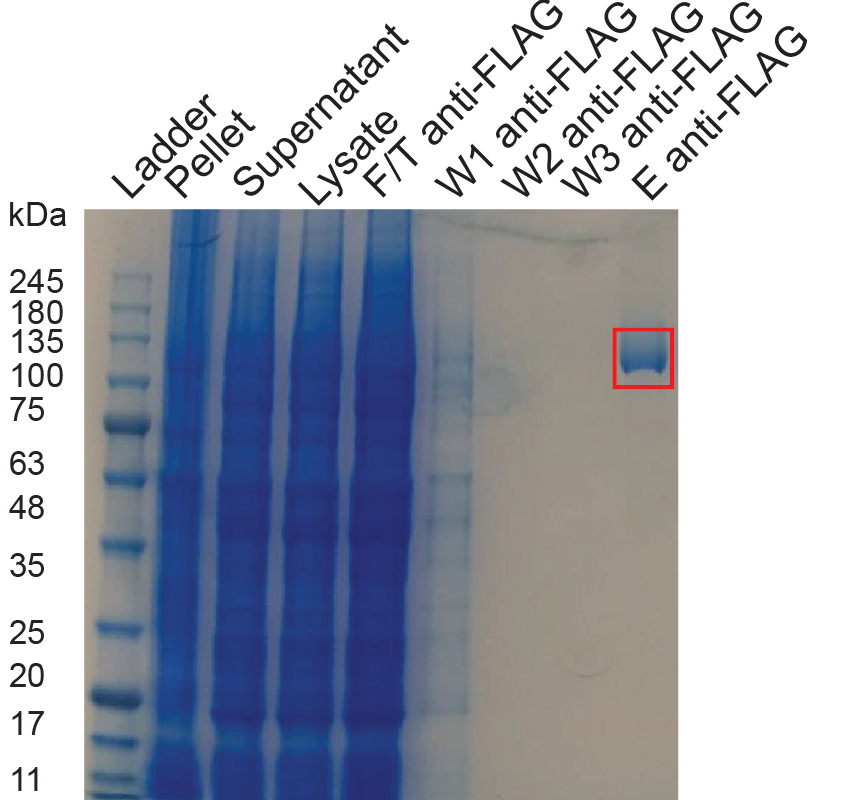 Ladder
Pellet
Supernatant
Lysate
F/T anti-FLAG
W1 anti-FLAG
W2 anti-FLAG
W3 anti-FLAG
E anti-FLAG
kDa
245
180
135
100
75
63
48
35
25
20
17
11